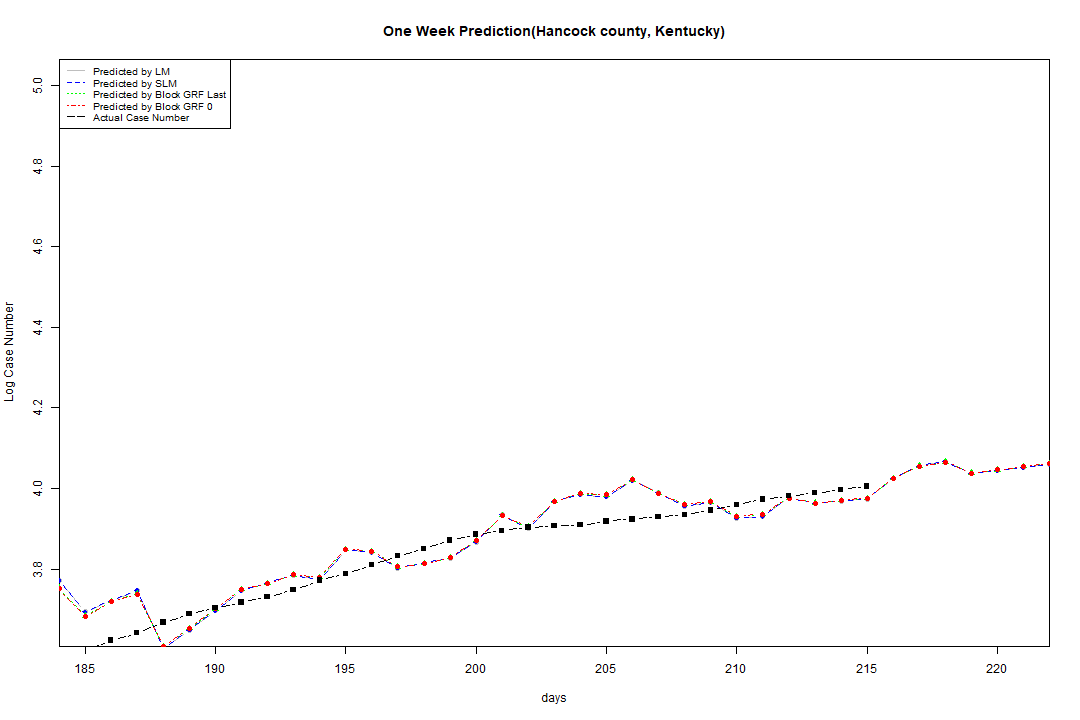 One Week Prediction(Hancock county, Kentucky)
Predicted by LM
Predicted by SLM
Predicted by Block GRF Last
Predicted by Block GRF 0
Actual Case Number
5.0
4.8
4.6
4.4
4.2
4.0
3.8
Log Case Number
185 190 195 200 205 210 215 220
days